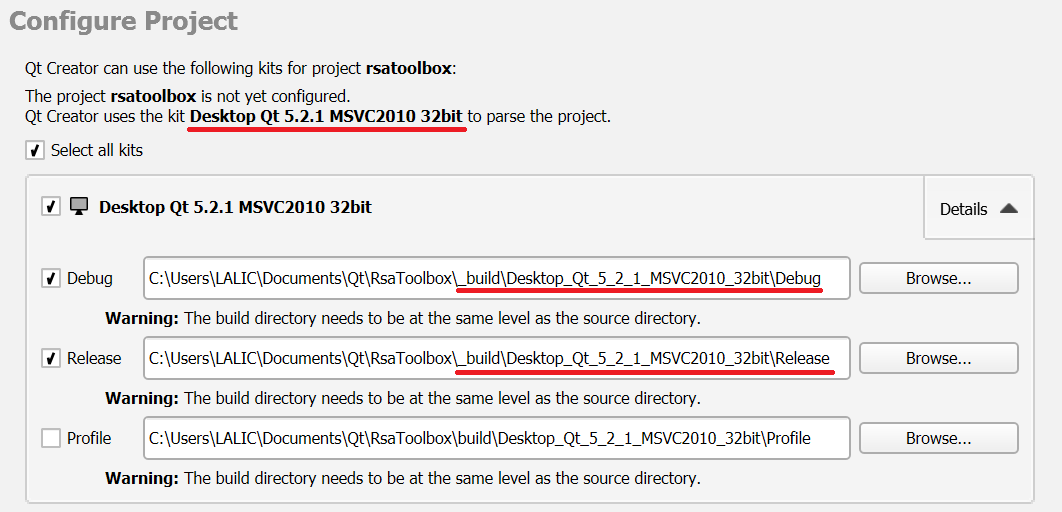 Configure Project
Qt Creator can use the following kits for project rsatoolbox:
The project rsatoolbox is not yet configured.
Qt Creator uses the kit Desktop Qt 5.2.1 MSVC2010 32bit to parse the project.
Select all kits
Desktop Qt 5.2.1 MSVC2010 32bit
Details
Debug C:\Users\LALIC\Documents\Qt\RsaToolbox\_build\Desktop_Qt_5_2_1_MSVC2010_32bit\Debug Browse...
Warning: The build directory needs to be at the same level as the source directory.
Release C:\Users\LALIC\Documents\Qt\RsaToolbox\_build\Desktop_Qt_5_2_1_MSVC2010_32bit\Release Browse...
Warning: The build directory needs to be at the same level as the source directory.
Profile C:\Users\LALIC\Documents\Qt\RsaToolbox\build\Desktop_Qt_5_2_1_MSVC2010_32bit\Profile Browse...
Warning: The build directory needs to be at the same level as the source directory.